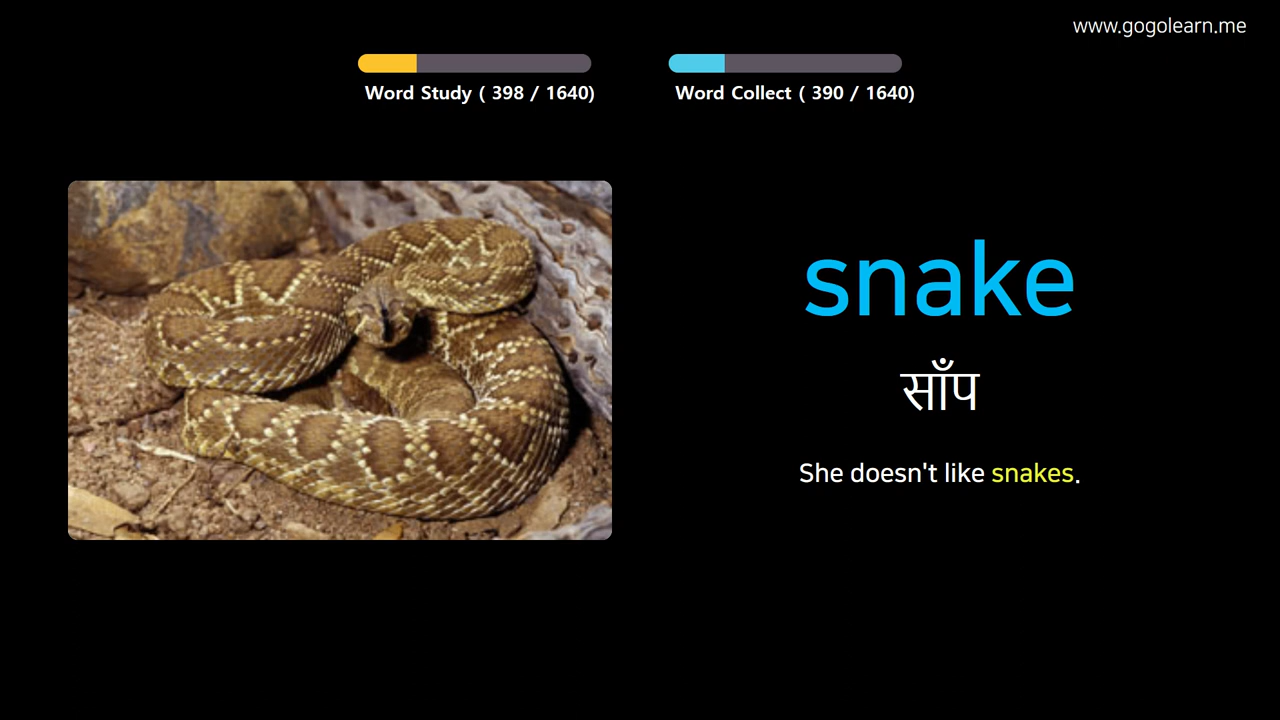 www.gogolearn.me
Word Study ( 398 / 1640)
Word Collect ( 390 / 1640)
snake
साँप
She doesn't like snakes.